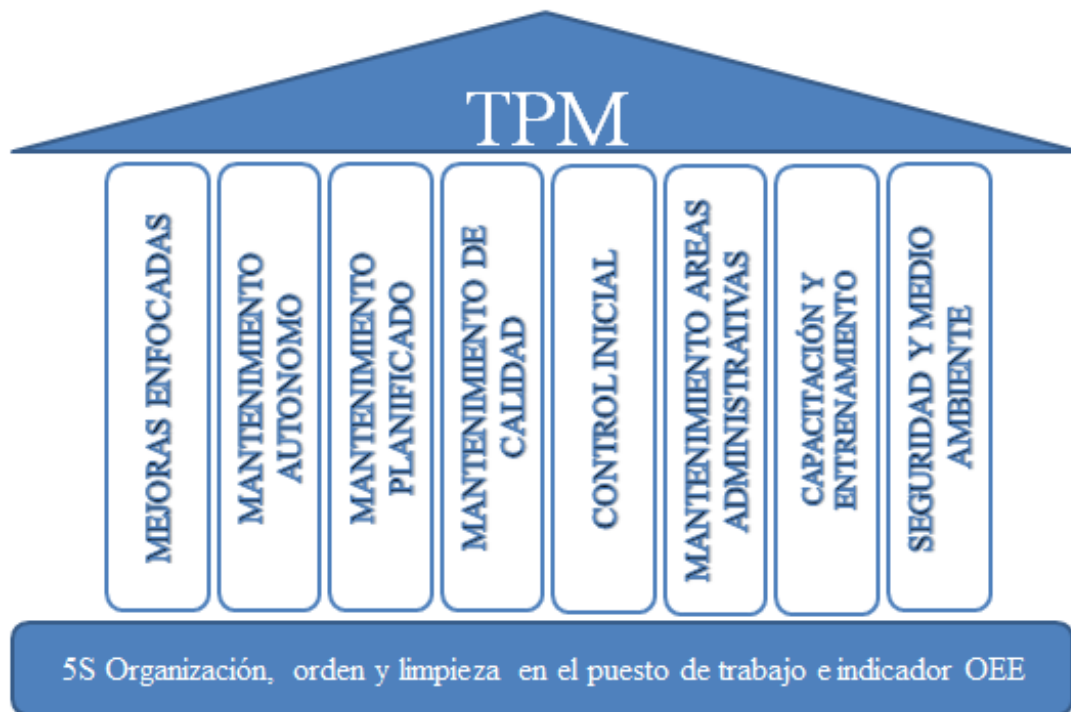 TPM
MEJORAS ENFOCADAS
MANTENIMIENTO
AUTONOMO
MANTENIMIENTO
PLANIFICADO
MANTENIMIENTO DE
CALIDAD
CONTROL INICIAL
MANTENIMIENTO AREAS
ADMINISTRATIVAS
CAPACITACIÓN Y
ENTRENAMIENTO
SEGURIDAD Y MEDIO
AMBIENTE
5S Organización, orden y limpieza en el puesto de trabajo e indicador OEE